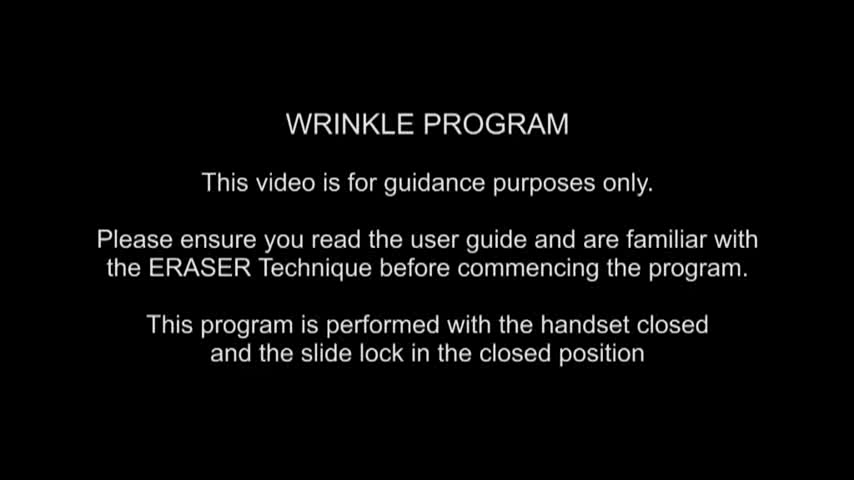 WRINKLE PROGRAM
This video is for guidance purposes only.
Please ensure you read the user guide and are familiar with
the ERASER Technique before commencing the program.
This program is performed with the handset closed
and the slide lock in the closed position